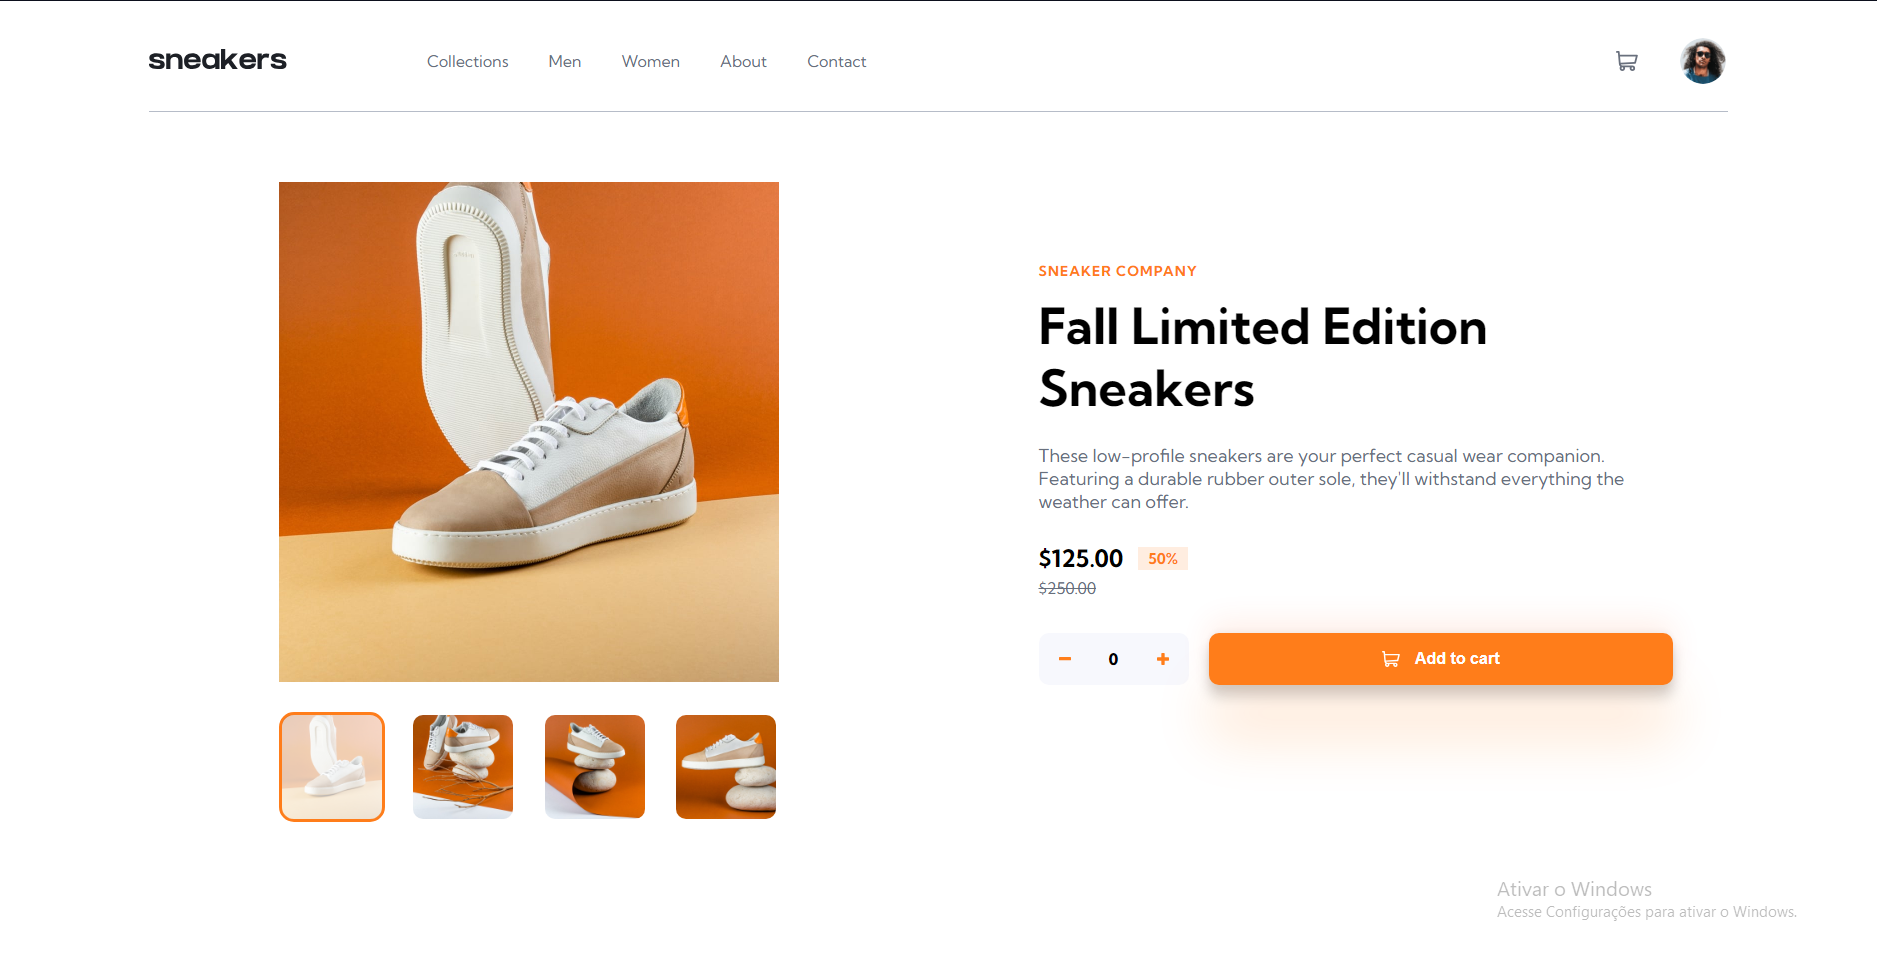 sneakers
Collections
Men
Women
About
Contact
SNEAKER COMPANY
Fall Limited Edition
Sneakers
These low-profile sneakers are your perfect casual wear companion.
Featuring a durable rubber outer sole, they'll withstand everything the
weather can offer.
$125.00 50%
$250.00
0
Add to cart
Ativar o Windows
Acesse Configurações para ativar o Windows.